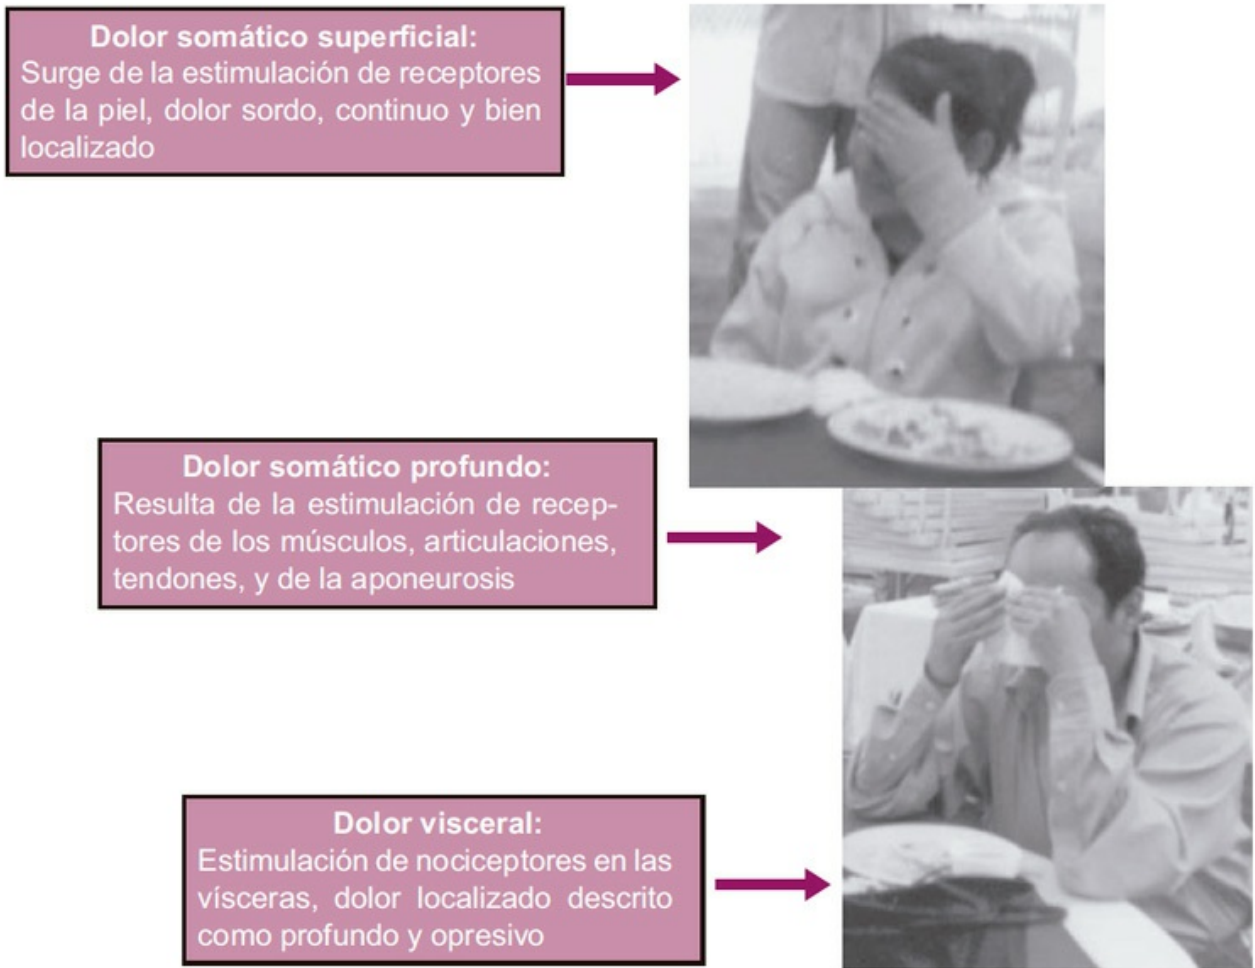 Dolor somático superficial:
Surge de la estimulación de receptores
de la piel, dolor sordo, continuo y bien
localizado
Dolor somático profundo:
Resulta de la estimulación de recep-
tores de los músculos, articulaciones,
tendones, y de la aponeurosis
Dolor visceral:
Estimulación de nociceptores en las
vísceras, dolor localizado descrito
como profundo y opresivo